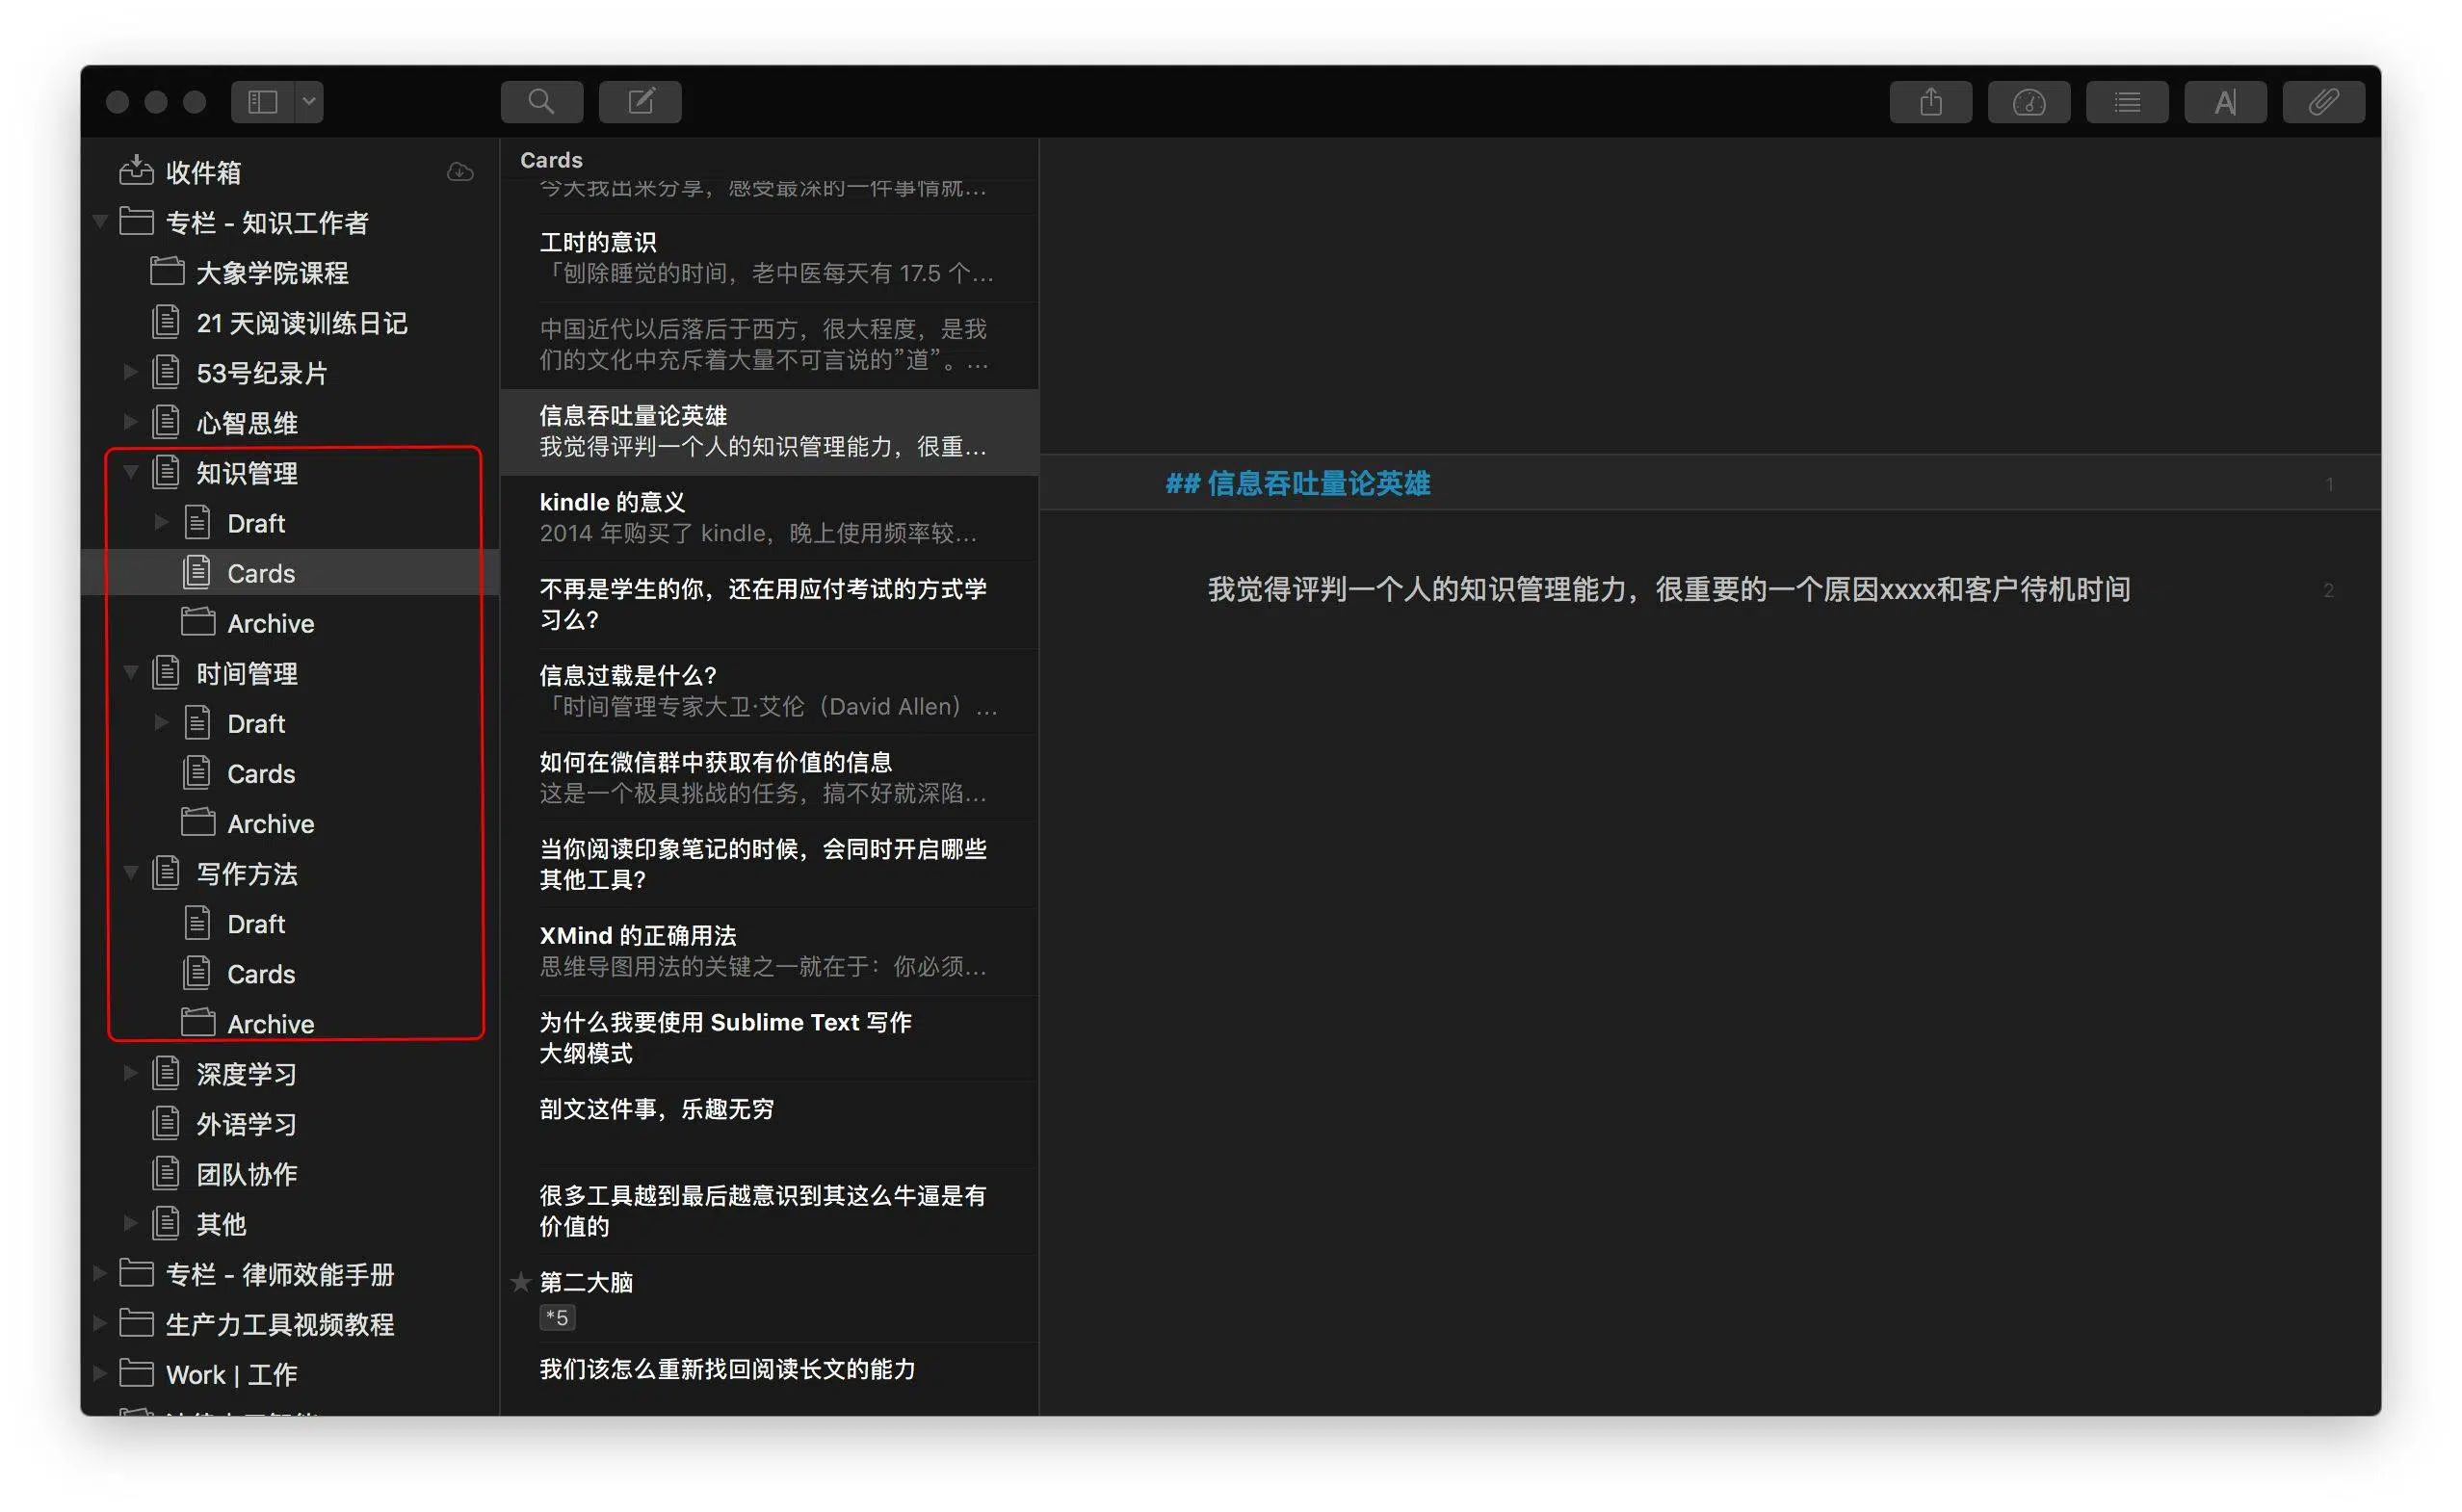 收件箱
专栏 - 知识工作者
大象学院课程
21 天阅读训练日记
53号纪录片
心智思维
知识管理
Draft
Cards
Archive
时间管理
Draft
Cards
Archive
写作方法
Draft
Cards
Archive
深度学习
外语学习
团队协作
其他
专栏 - 律师效能手册
生产力工具视频教程
Work | 工作
Cards
今天我出来分享，感受最深的一件事情就...
工时的意识
「刨除睡觉的时间，老中医每天有 17.5 个...
中国近代以后落后于西方，很大程度，是我
们的文化中充斥着大量不可言说的”道”。...
信息吞吐量论英雄
我觉得评判一个人的知识管理能力，很重...
kindle 的意义
2014 年购买了 kindle，晚上使用频率较...
不再是学生的你，还在用应付考试的方式学
习么？
信息过载是什么？
「时间管理专家大卫·艾伦（David Allen）...
如何在微信群中获取有价值的信息
这是一个极具挑战的任务，搞不好就深陷...
当你阅读印象笔记的时候，会同时开启哪些
其他工具？
XMind 的正确用法
思维导图用法的关键之一就在于：你必须...
为什么我要使用 Sublime Text 写作
大纲模式
剖文这件事，乐趣无穷
很多工具越到最后越意识到其这么牛逼是有
价值的
第二大脑
*5
我们该怎么重新找回阅读长文的能力
## 信息吞吐量论英雄
1
我觉得评判一个人的知识管理能力，很重要的一个原因xxxx和客户待机时间
2